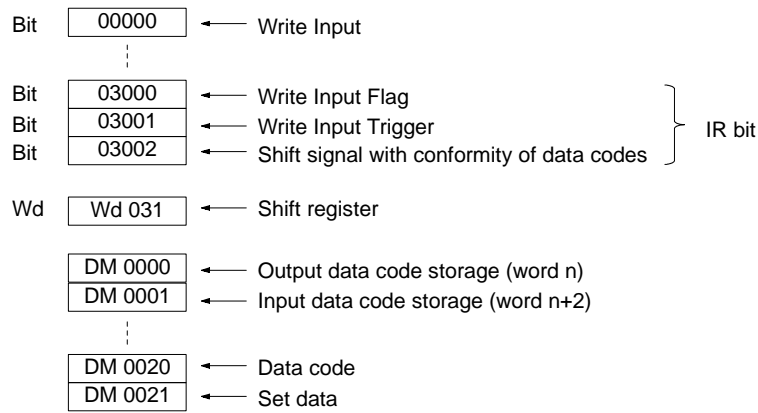 Bit 00000 Write Input
Bit 03000 Write Input Flag
Bit 03001 Write Input Trigger
Bit 03002 Shift signal with conformity of data codes
IR bit
Wd Wd 031 Shift register
DM 0000 Output data code storage (word n)
DM 0001 Input data code storage (word n+2)
DM 0020 Data code
DM 0021 Set data